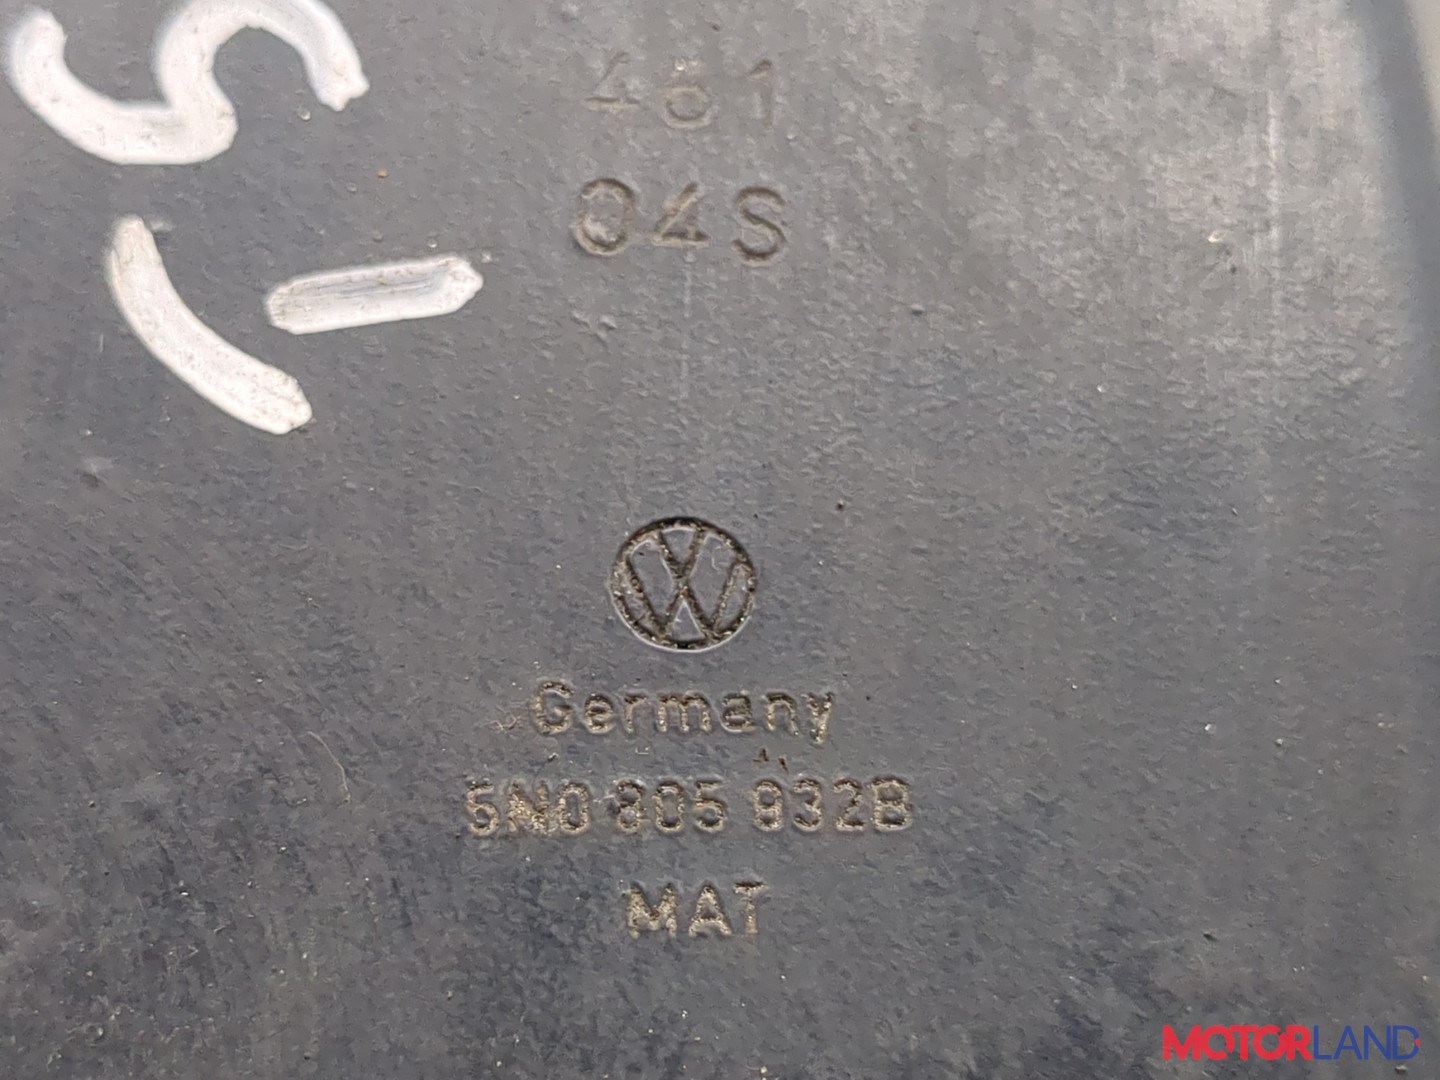 461
04S
Germany
5N0 805 932B
MAT
MOTORLAND